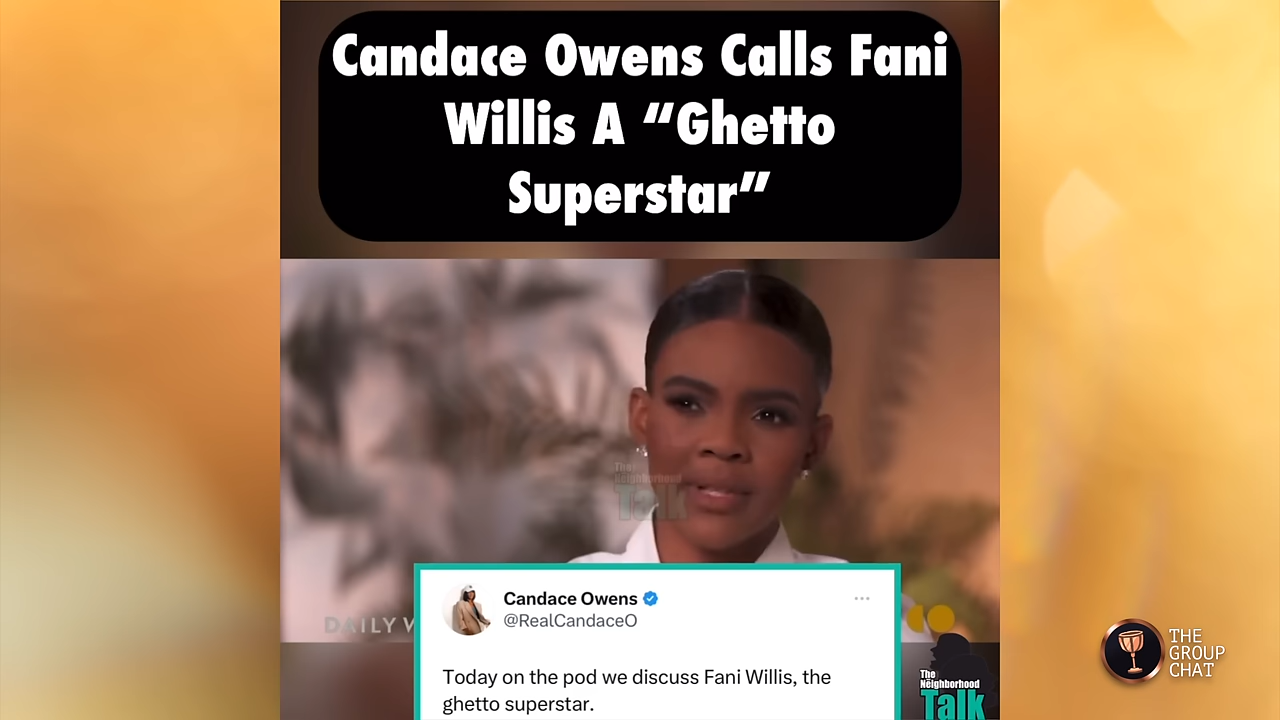 Candace Owens Calls Fani
Willis A “Ghetto
Superstar”
The
Neighborhood
Talk
DAILY W
Candace Owens
@RealCandaceO
Today on the pod we discuss Fani Willis, the
ghetto superstar.
The
Neighborhood
Talk
THE
GROUP
CHAT